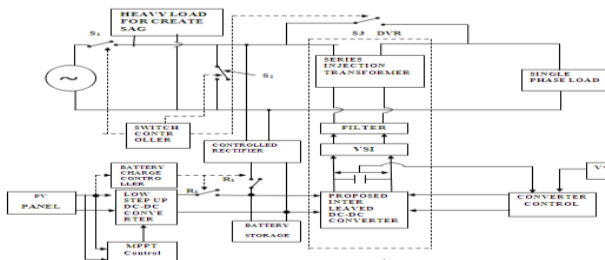 HEAVY LOAD
FOR CREATE
SAG
S1
S3 DVR
S2
SERIES
INJECTION
TRANSFORMER
SINGLE
PHASE LOAD
SWITCH
CONTR
OLLER
FILTER
CONTROLLED
RECTIFIER
VSI
BATTERY
CHARGE CONTR
OLLER
R1
PV
PANEL
LOW
STEP UP
DC-DC CONVE
RTER
PROPOSED
INTER
LEAVED DC-DC
CONVERTER
CONVERTER
CONTROL
BATTERY
STORAGE
MPPT Control